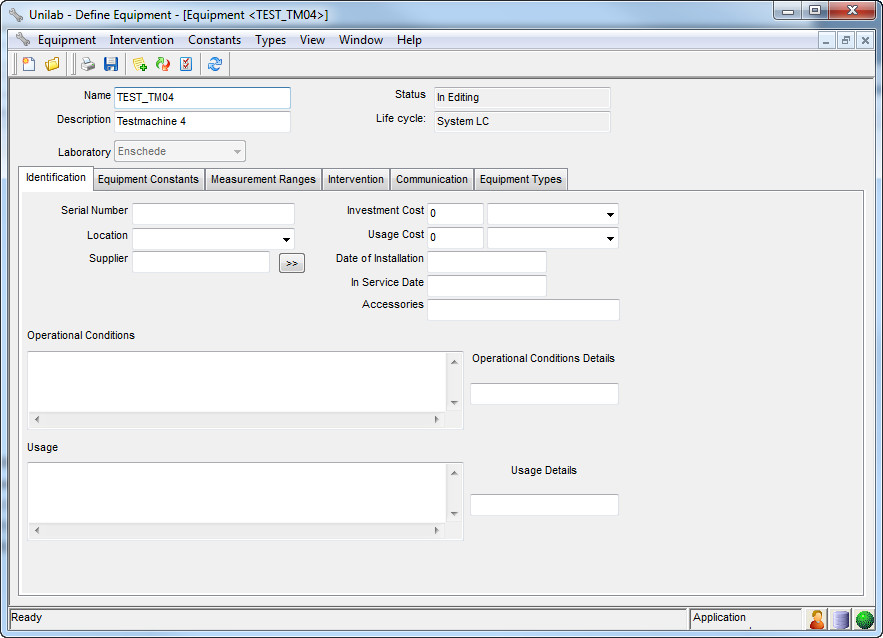 Unilab - Define Equipment - [Equipment <TEST_TM04>]
Equipment Intervention Constants Types View Window Help
Name TEST_TM04 Status In Editing
Description Testmachine 4 Life cycle: System LC
Laboratory Enschede
Identification Equipment Constants Measurement Ranges Intervention Communication Equipment Types
Serial Number Investment Cost 0
Location Usage Cost 0
Supplier >> Date of Installation
In Service Date
Accessories
Operational Conditions
Operational Conditions Details
Usage
Usage Details
Ready Application